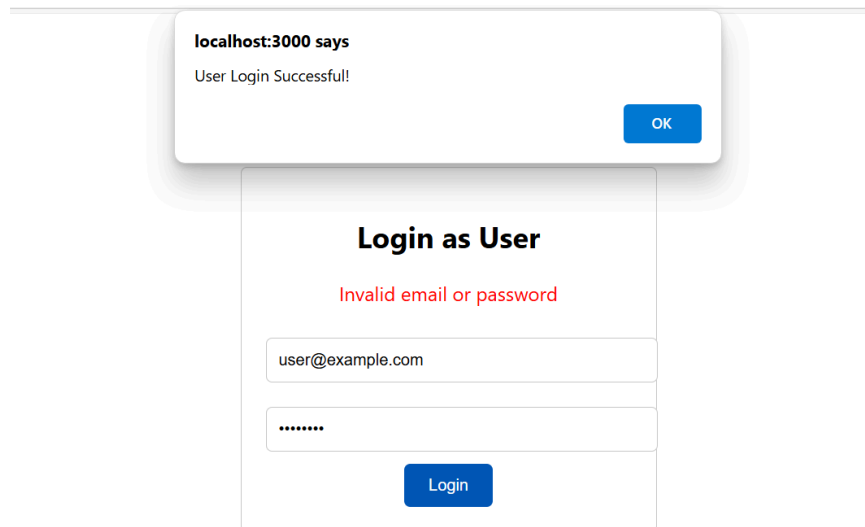 localhost:3000 says
User Login Successful!
OK
Login as User
Invalid email or password
user@example.com
••••••••
Login